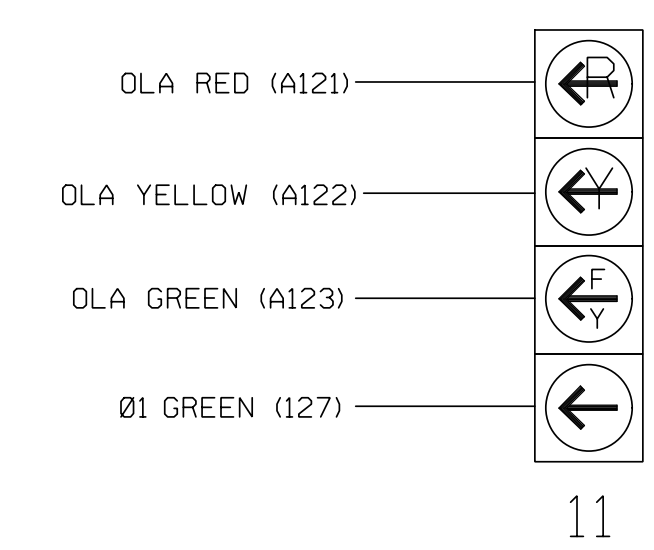 OLA RED (A121)
R
OLA YELLOW (A122)
Y
OLA GREEN (A123)
F
Y
Ø1 GREEN (127)
11